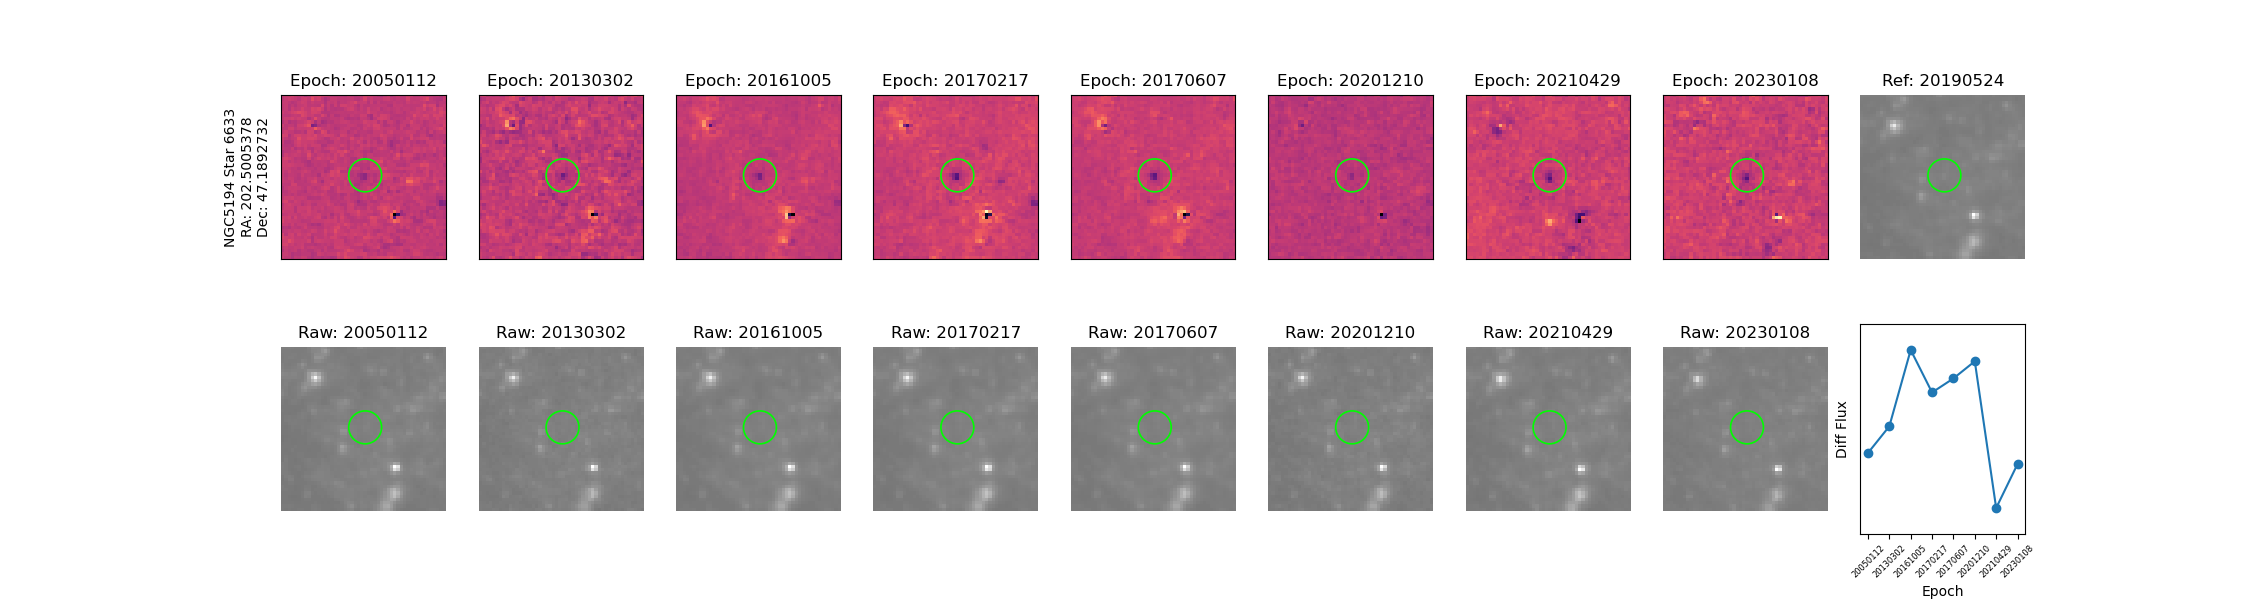 NGC5194 Star 6633
RA: 202.5005378
Dec: 47.1892732
Epoch: 20050112
Epoch: 20130302
Epoch: 20161005
Epoch: 20170217
Epoch: 20170607
Epoch: 20201210
Epoch: 20210429
Epoch: 20230108
Ref: 20190524
Raw: 20050112
Raw: 20130302
Raw: 20161005
Raw: 20170217
Raw: 20170607
Raw: 20201210
Raw: 20210429
Raw: 20230108
Diff Flux
20050112
20130302
20161005
20170217
20170607
20201210
20210429
20230108
Epoch